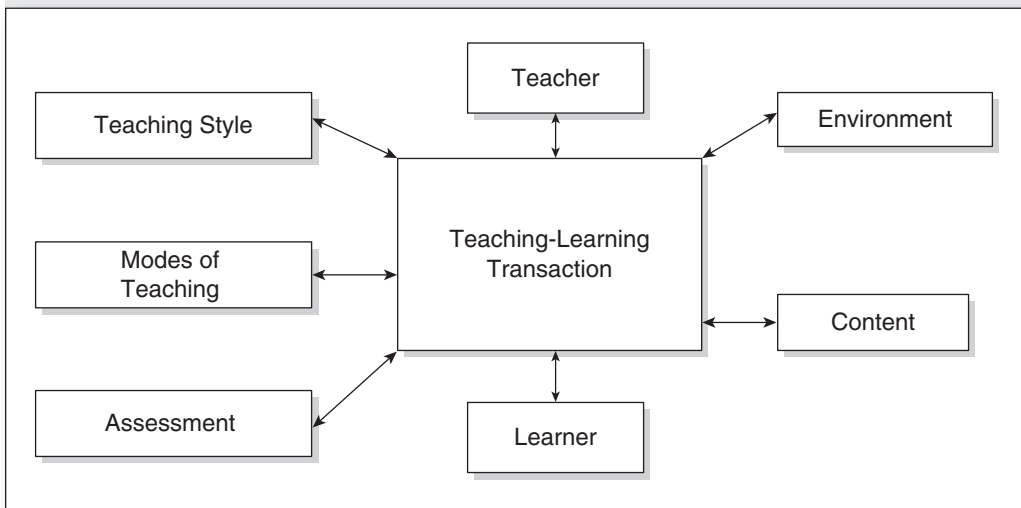 Teacher
Teaching Style
Environment
Teaching-Learning
Transaction
Modes of
Teaching
Content
Assessment
Learner